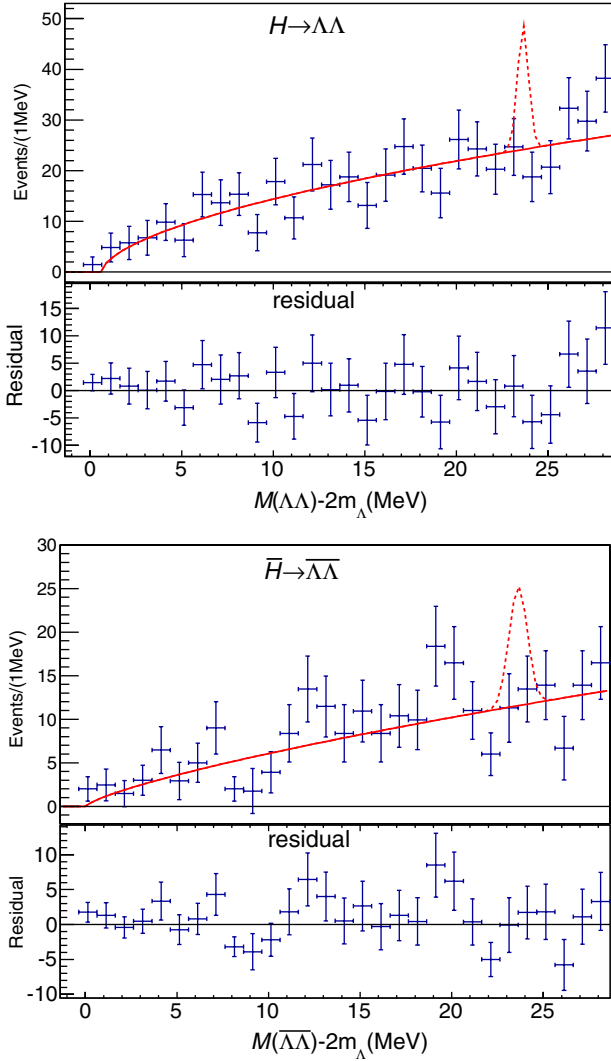 H→ΛΛ
Events/(1MeV)
50
40
30
20
10
0
residual
Residual
15
10
5
0
-5
-10
0 5 10 15 20 25
M(ΛΛ)-2m_Λ(MeV)
H̅→Λ̅Λ̅
Events/(1MeV)
30
25
20
15
10
5
0
residual
Residual
10
5
0
-5
-10
0 5 10 15 20 25
M(Λ̅Λ̅)-2m_Λ(MeV)